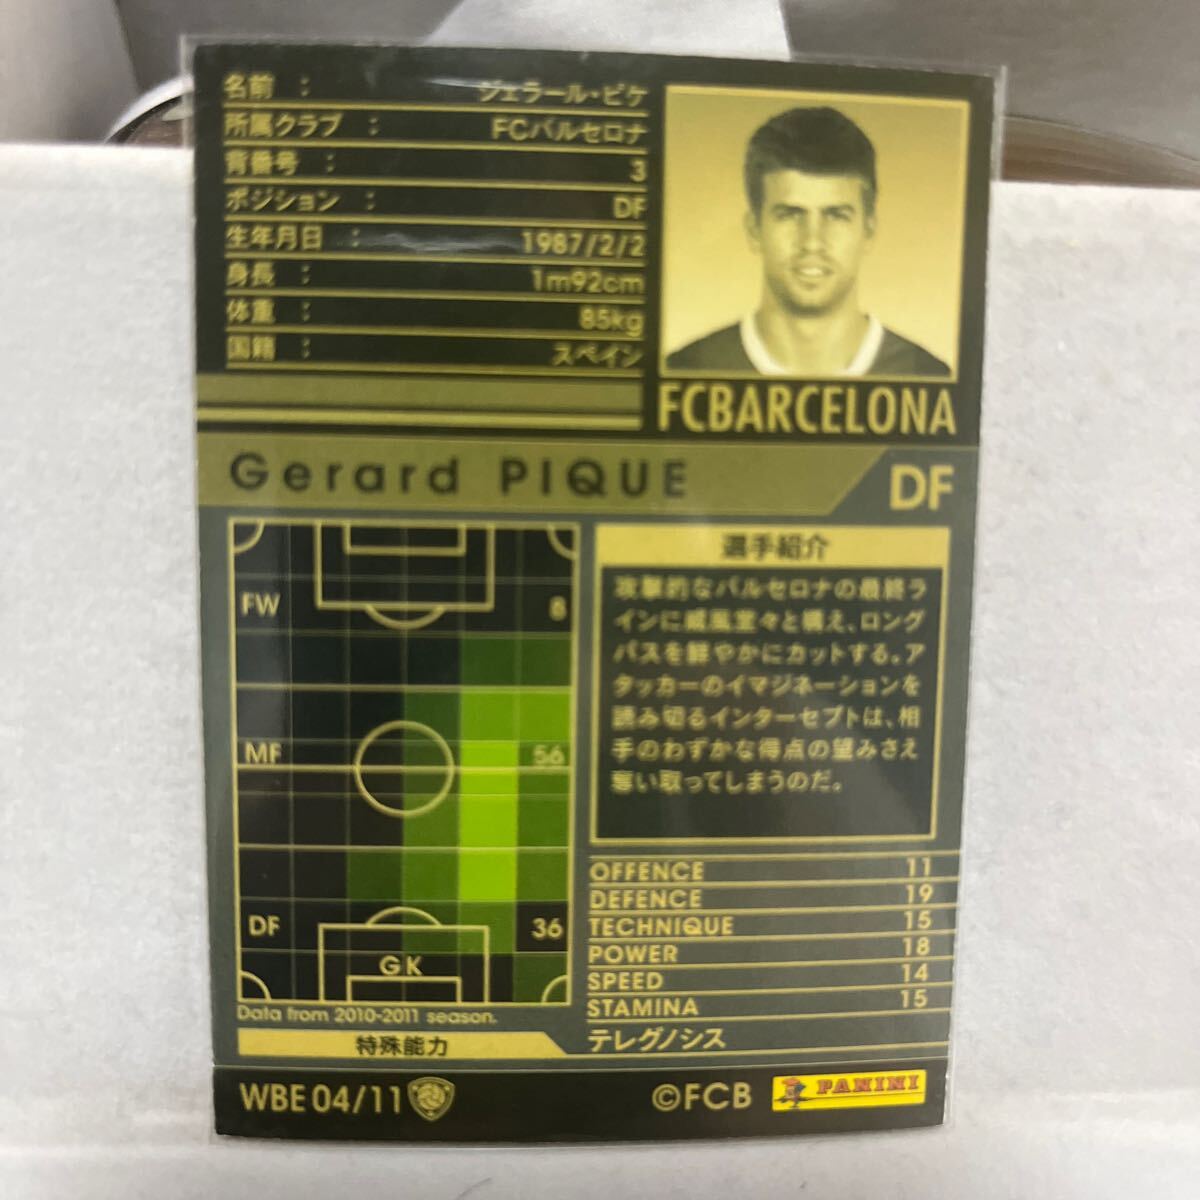 名前 : ジェラール・ピケ
所属クラブ : FCバルセロナ
背番号 : 3
ポジション : DF
生年月日 : 1987/2/2
身長 : 1m92cm
体重 : 85kg
国籍 : スペイン
FCBARCELONA
Gerard PIQUE
DF
FW 8
MF 56
DF 36
GK
Data from 2010-2011 season.
選手紹介
攻撃的なバルセロナの最終ラ
インに威風堂々と構え、ロング
パスを鮮やかにカットする。ア
タッカーのイマジネーションを
読み切るインターセプトは、相
手のわずかな得点の望みさえ
奪い取ってしまうのだ。
OFFENCE 11
DEFENCE 19
TECHNIQUE 15
POWER 18
SPEED 14
STAMINA 15
特殊能力 テレグノシス
WBE 04/11
©FCB
PANINI